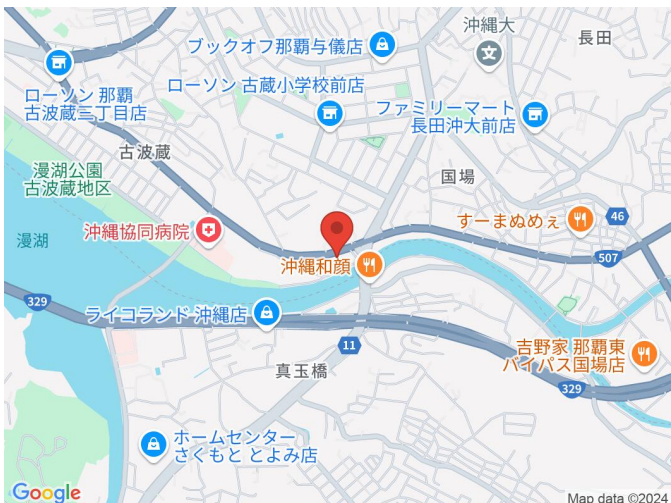 ブックオフ那覇与儀店
沖縄大
長田
ローソン 那覇
古波蔵三丁目店
ローソン 古蔵小学校前店
ファミリーマート
長田沖大前店
古波蔵
国場
漫湖公園
古波蔵地区
すーまぬめぇ
46
漫湖
沖縄協同病院
沖縄和顔
507
329
ライコランド 沖縄店
11
吉野家 那覇東
バイパス国場店
真玉橋
329
ホームセンター
さくもと とよみ店
Google
Map data ©2024